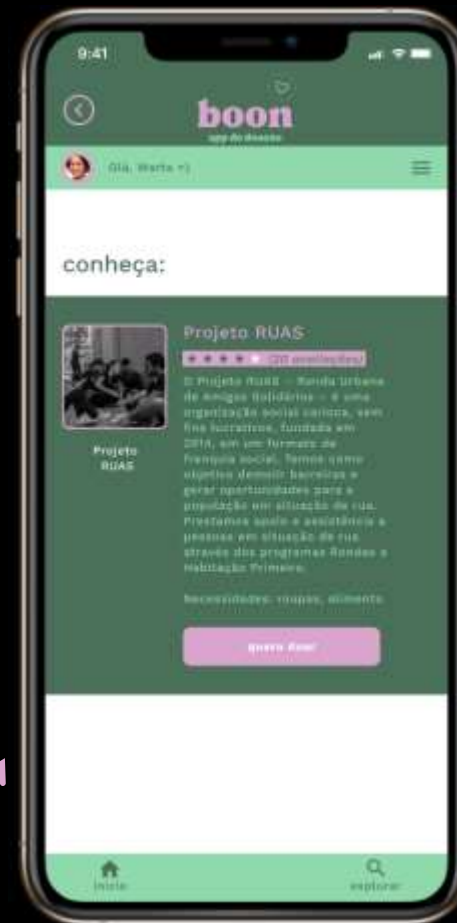 9:41
boon
app de doação
Olá, Marta =)
conheça:
Projeto RUAS
(20 avaliações)
O Projeto RUAS – Ronda Urbana
de Amigos Solidários – é uma
organização social carioca, sem
fins lucrativos, fundada em
2014, em um formato de
franquia social. Temos como
objetivo demolir barreiras e
gerar oportunidades para a
população em situação de rua.
Prestamos apoio e assistência a
pessoas em situação de rua
através dos programas Rondas e
Habitação Primeiro.
Necessidades: roupas, alimento
Projeto
RUAS
quero doar
início
explorar